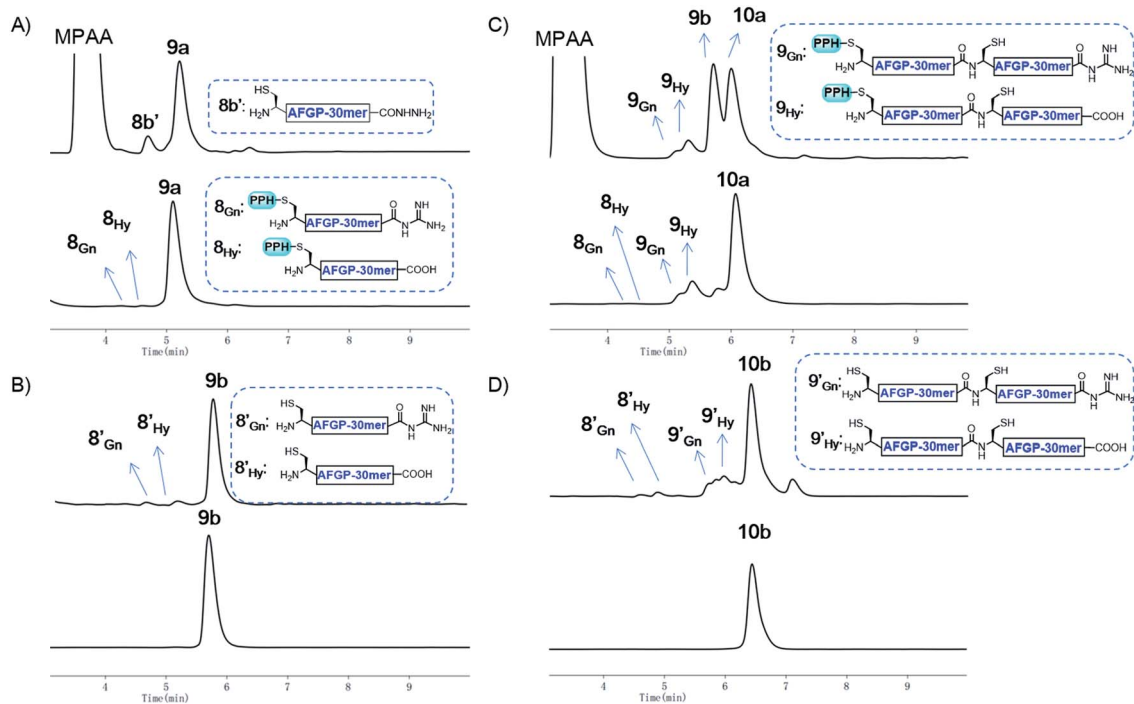 A)
MPAA
9a
8b'
8b':
HS
H₂N
AFGP-30mer
CONHNH₂
9a
8Gn
8Hy
8Gn:
PPH
S
H₂N
AFGP-30mer
O
N
H
NH
NH₂
8Hy:
PPH
S
H₂N
AFGP-30mer
COOH
4 5 6 7 8 9
Time(min)
B)
9b
8'Gn
8'Hy
8'Gn:
HS
H₂N
AFGP-30mer
O
N
H
NH
NH₂
8'Hy:
HS
H₂N
AFGP-30mer
COOH
9b
4 5 6 7 8 9
Time(min)
C)
MPAA
9b
10a
9Gn
9Hy
9Gn:
PPH
S
H₂N
AFGP-30mer
O
N
H
SH
AFGP-30mer
O
N
H
NH
NH₂
9Hy:
PPH
S
H₂N
AFGP-30mer
O
N
H
SH
AFGP-30mer
COOH
10a
8Gn
8Hy
9Gn
9Hy
4 5 6 7 8 9
Time(min)
D)
10b
8'Gn
8'Hy
9'Gn
9'Hy
9'Gn:
HS
H₂N
AFGP-30mer
O
N
H
SH
AFGP-30mer
O
N
H
NH
NH₂
9'Hy:
HS
H₂N
AFGP-30mer
O
N
H
SH
AFGP-30mer
COOH
10b
4 5 6 7 8 9
Time(min)